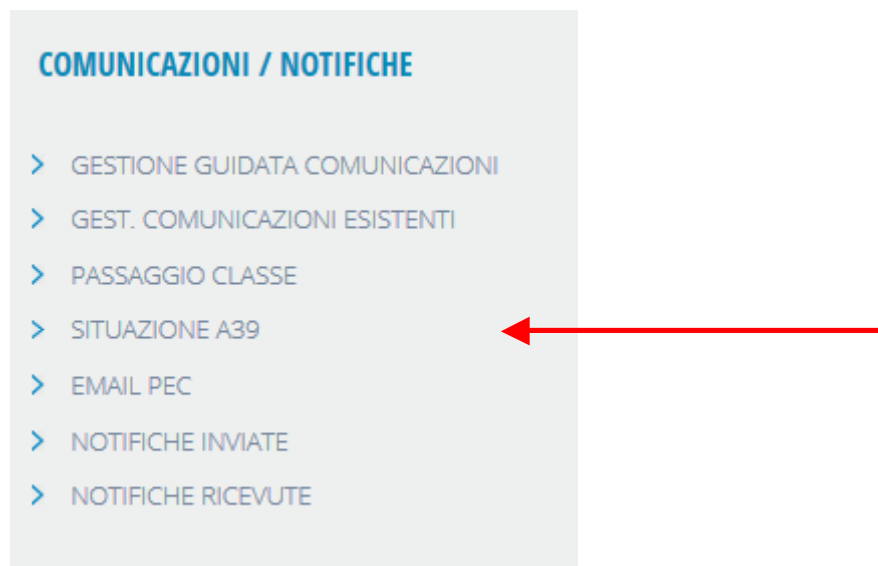 COMUNICAZIONI / NOTIFICHE
GESTIONE GUIDATA COMUNICAZIONI
GEST. COMUNICAZIONI ESISTENTI
PASSAGGIO CLASSE
SITUAZIONE A39
EMAIL PEC
NOTIFICHE INVIATE
NOTIFICHE RICEVUTE